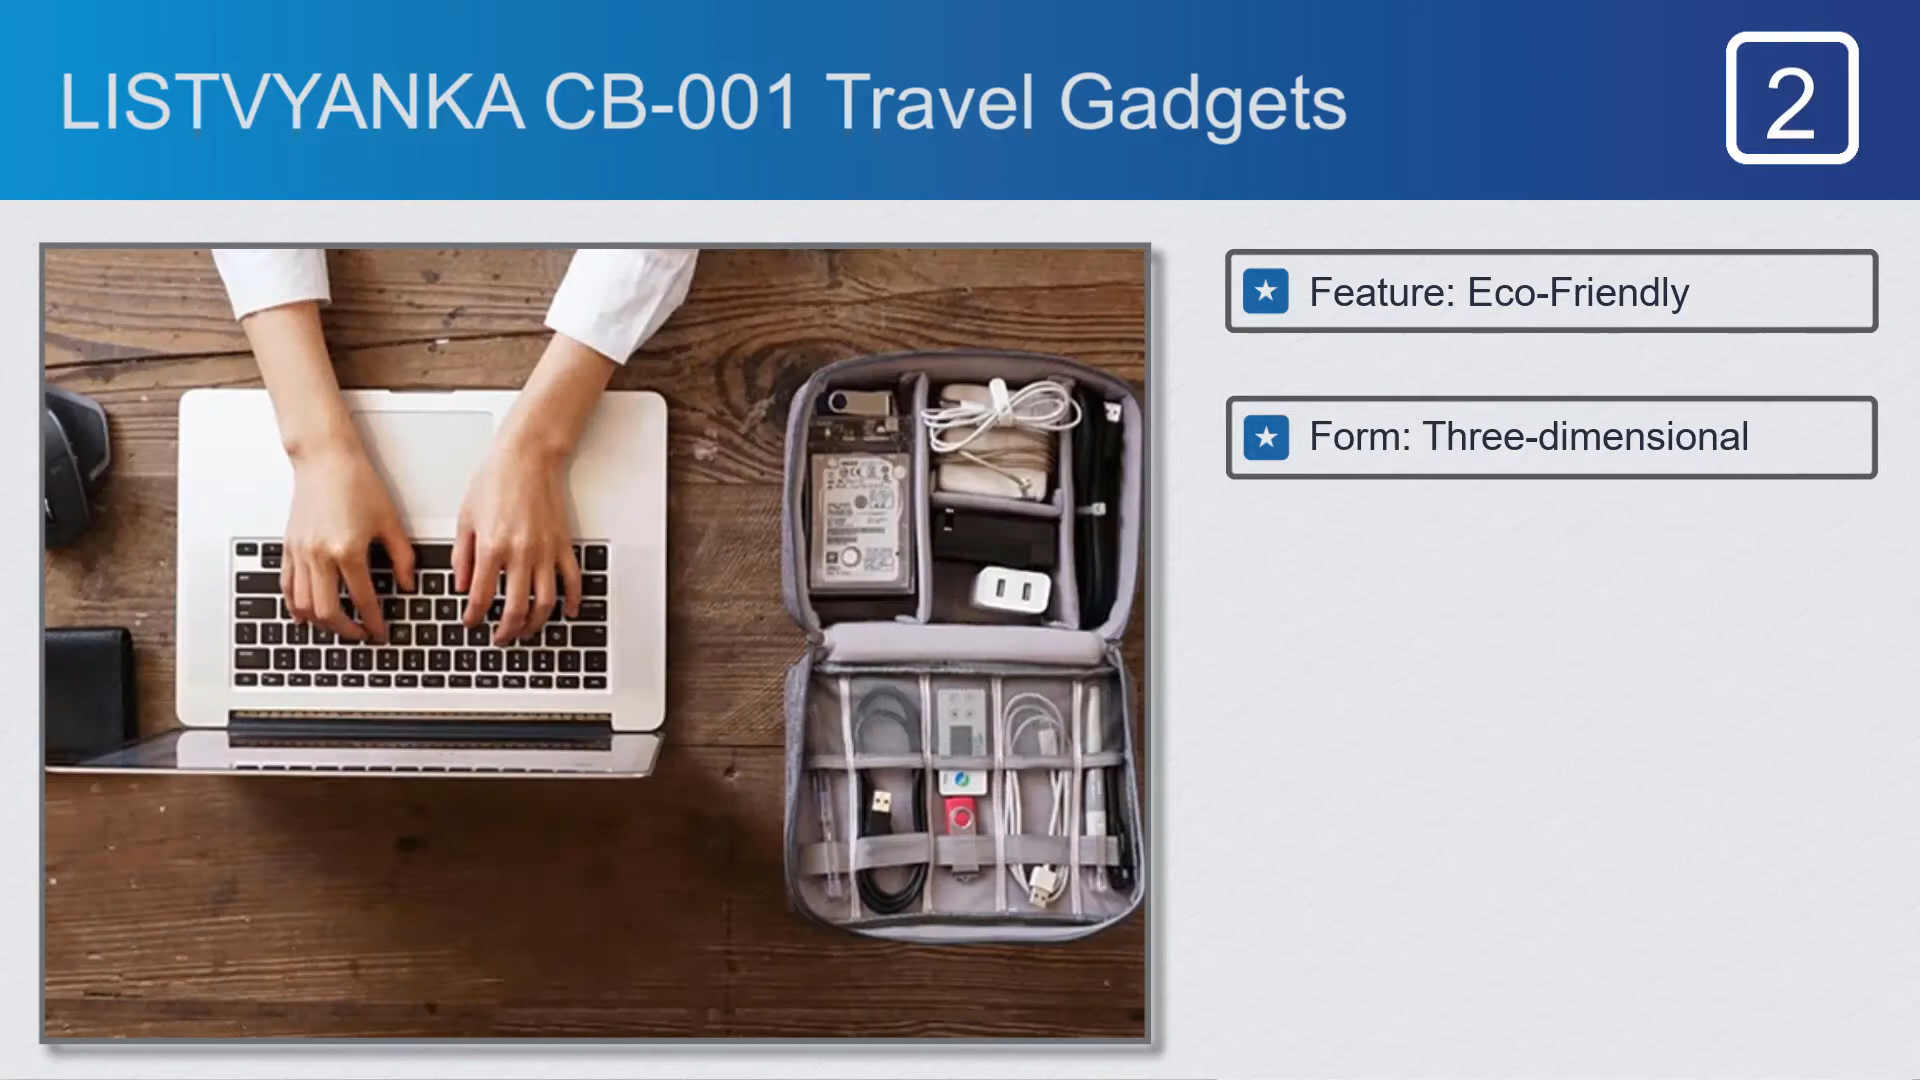 LISTVYANKA CB-001 Travel Gadgets
2
Feature: Eco-Friendly
Form: Three-dimensional